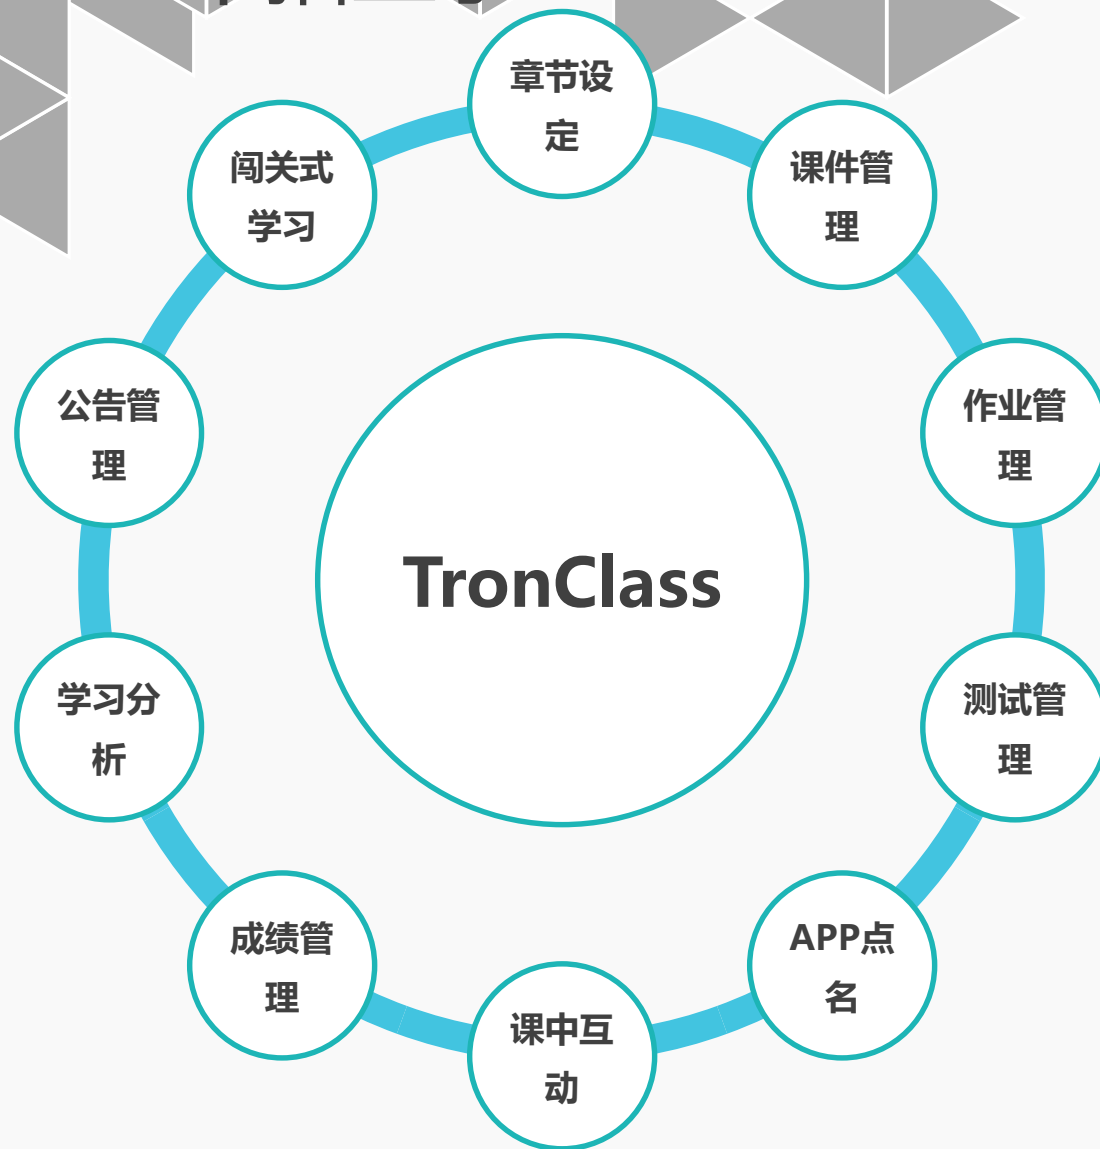 章节设
定
课件管
理
作业管
理
测试管
理
APP点
名
课中互
动
成绩管
理
学习分
析
公告管
理
闯关式
学习
TronClass